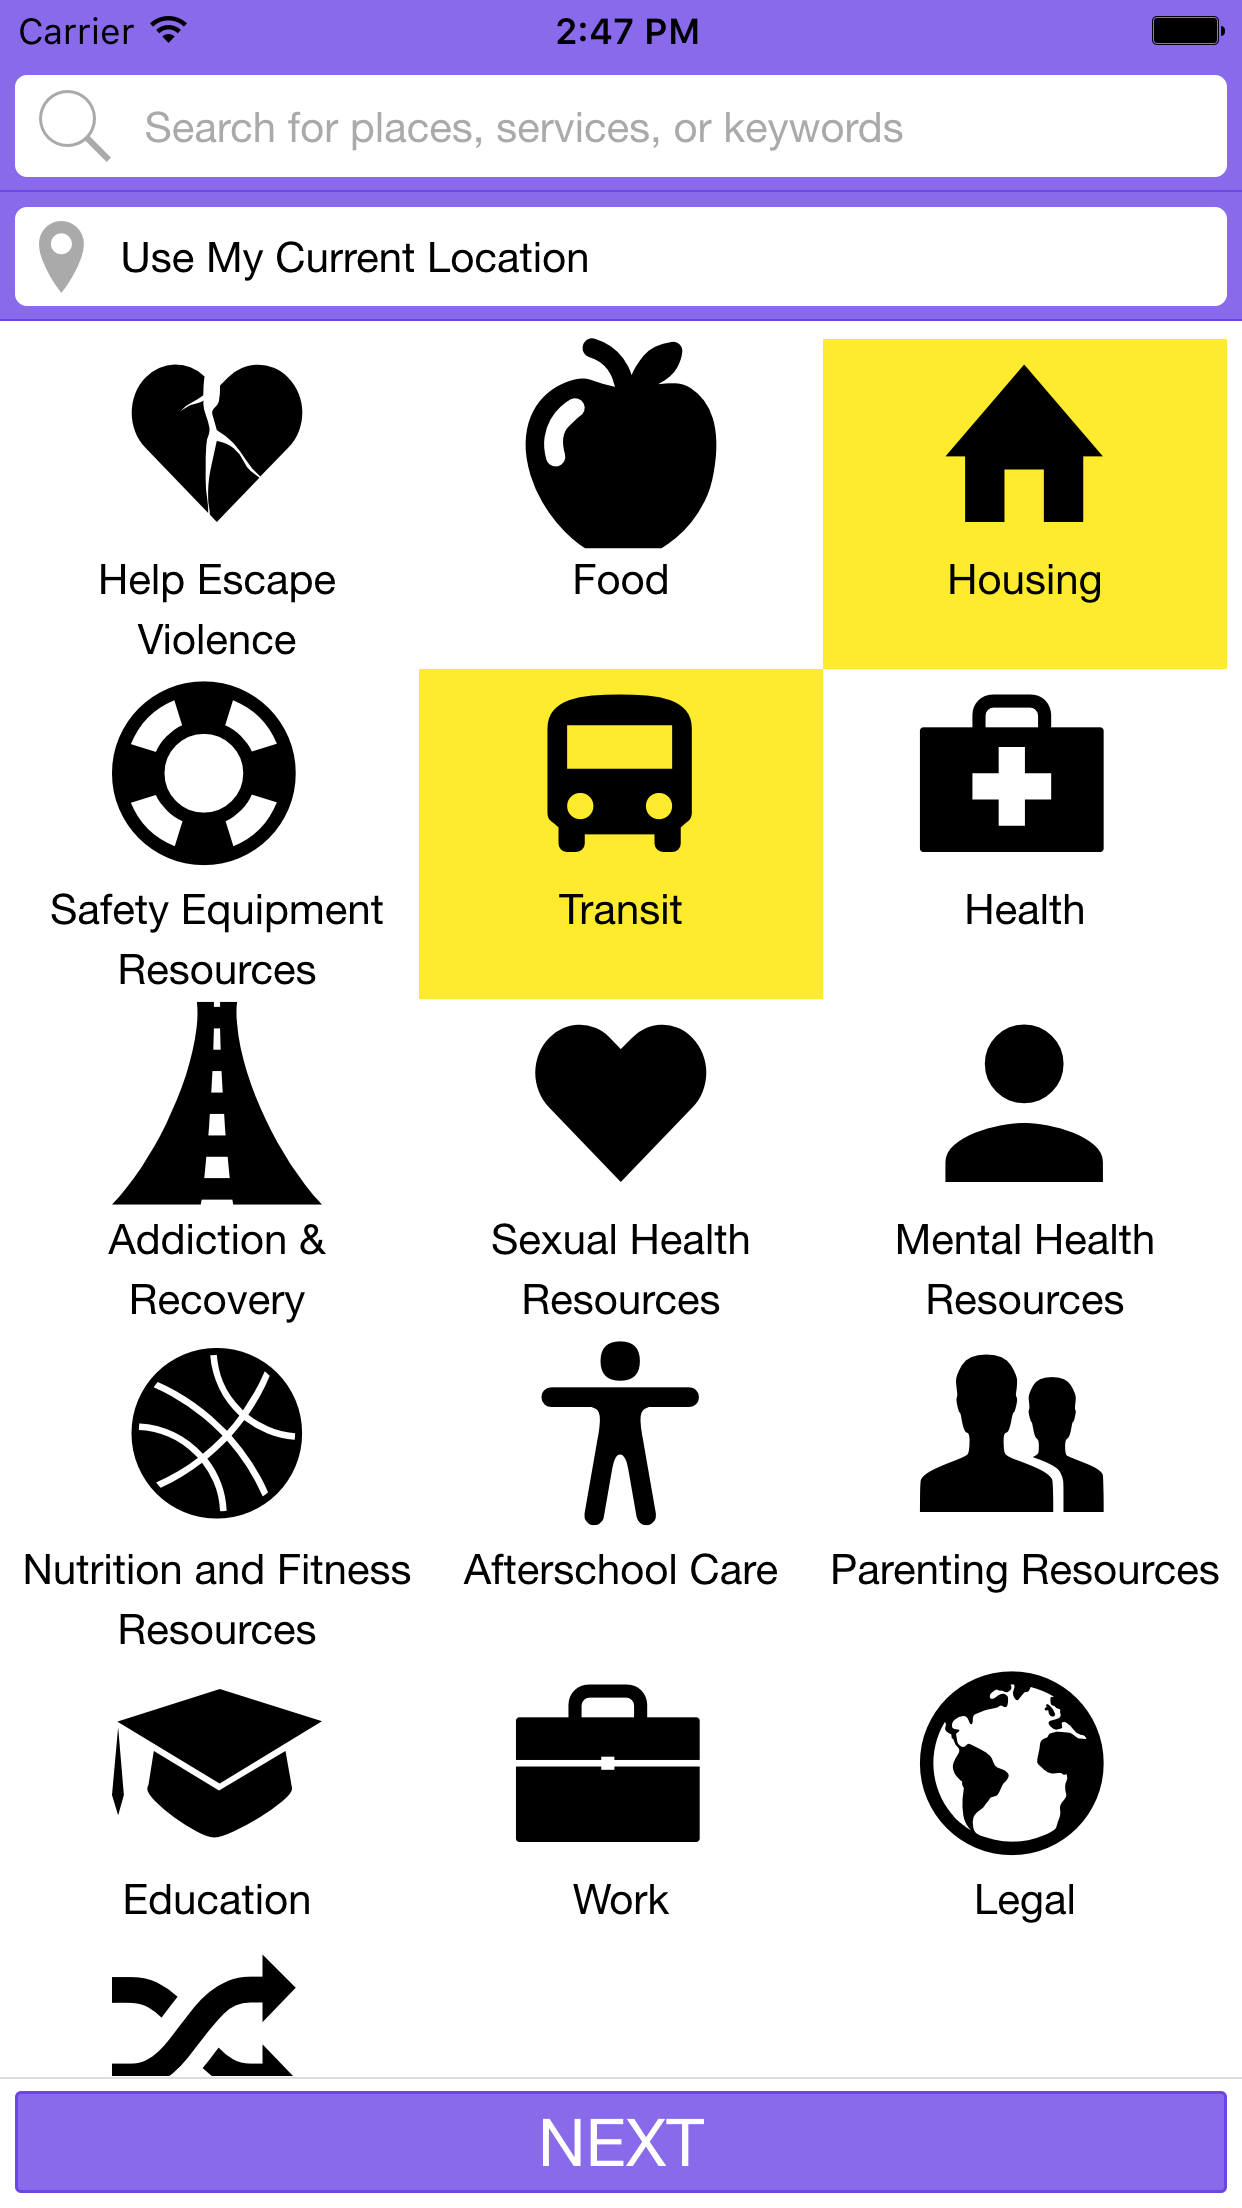 Carrier 2:47 PM
Search for places, services, or keywords
Use My Current Location
Help Escape
Violence
Food
Housing
Safety Equipment
Resources
Transit
Health
Addiction &
Recovery
Sexual Health
Resources
Mental Health
Resources
Nutrition and Fitness
Resources
Afterschool Care
Parenting Resources
Education
Work
Legal
NEXT